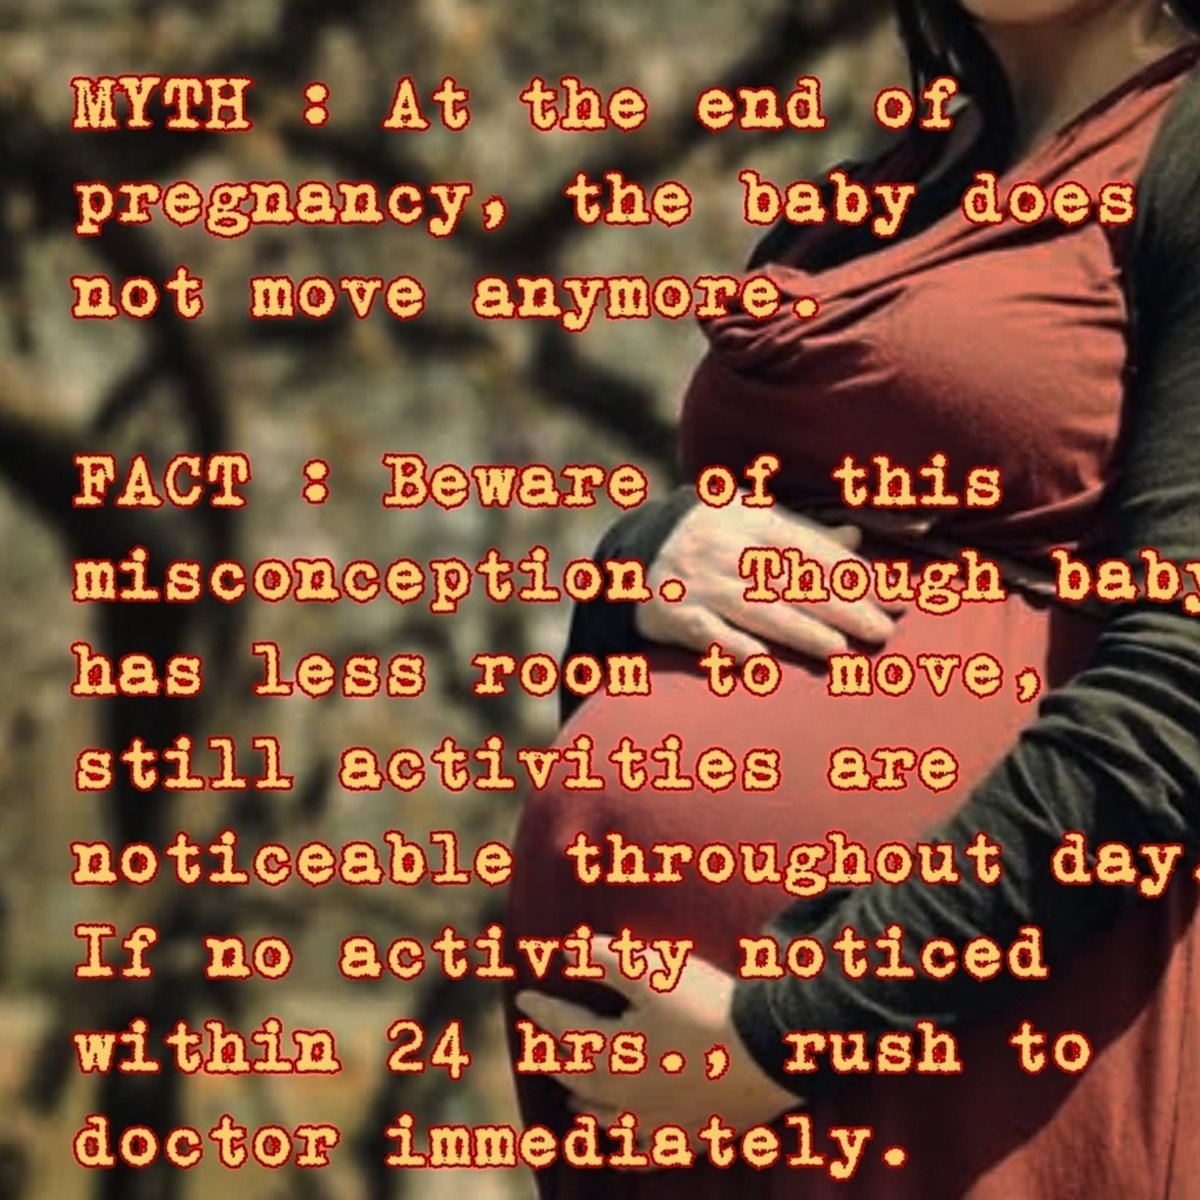 MYTH : At the end of
pregnancy, the baby does
not move anymore.
FACT : Beware of this
misconception. Though baby
has less room to move,
still activities are
noticeable throughout day.
If no activity noticed
within 24 hrs., rush to
doctor immediately.